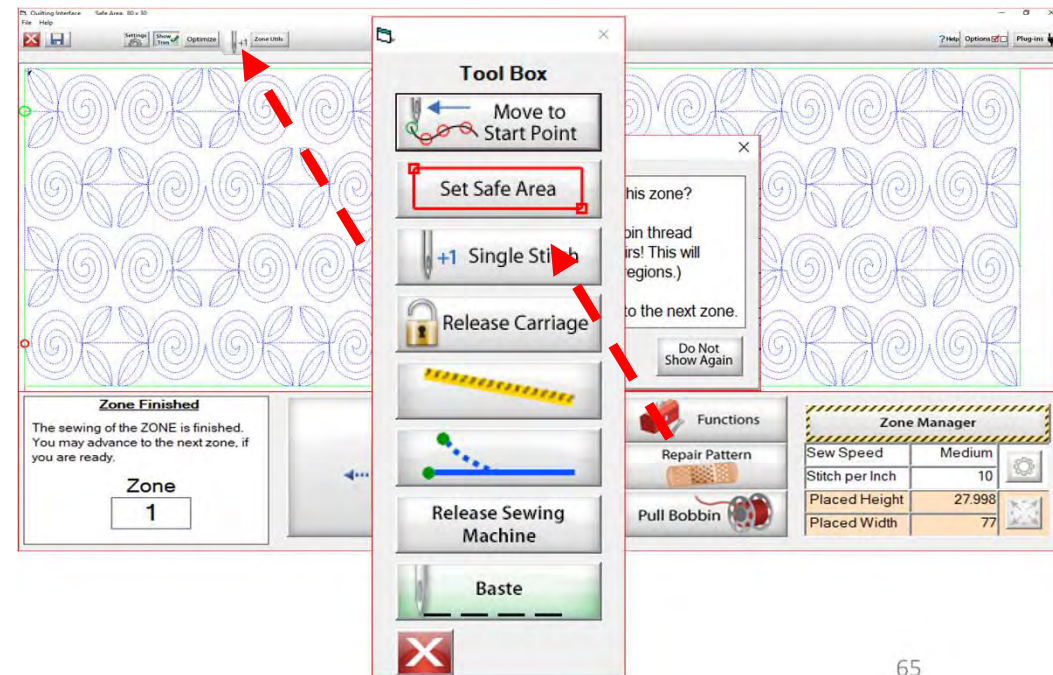 Quilting Interface Safe Area: 80 x 30
File Help
Settings
Show Trim
Optimize
+1
Zone Utils
? Help
Options
Plug-ins
Tool Box
Move to
Start Point
Set Safe Area
+1 Single Stitch
Release Carriage
Release Sewing
Machine
Baste
his zone?
in thread
irs! This will
egions.)
to the next zone.
Do Not
Show Again
Zone Finished
The sewing of the ZONE is finished.
You may advance to the next zone, if
you are ready.
Zone
1
Functions
Repair Pattern
Pull Bobbin
Zone Manager
Sew Speed Medium
Stitch per Inch 10
Placed Height 27.998
Placed Width 77
65